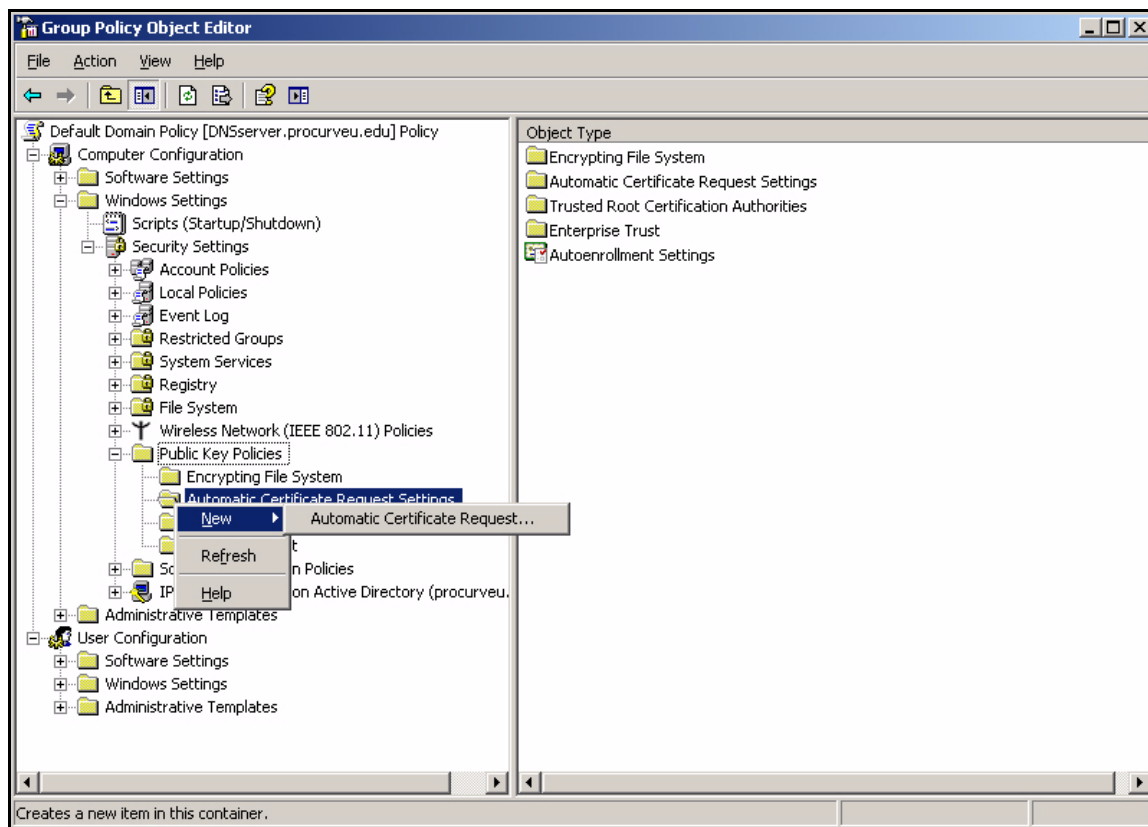 Group Policy Object Editor
File Action View Help
Default Domain Policy [DNSserver.procurveu.edu] Policy
Computer Configuration
Software Settings
Windows Settings
Scripts (Startup/Shutdown)
Security Settings
Account Policies
Local Policies
Event Log
Restricted Groups
System Services
Registry
File System
Wireless Network (IEEE 802.11) Policies
Public Key Policies
Encrypting File System
Automatic Certificate Request Settings
New
Automatic Certificate Request...
Refresh
Help
n Policies
on Active Directory (procurveu.
Administrative Templates
User Configuration
Software Settings
Windows Settings
Administrative Templates
Object Type
Encrypting File System
Automatic Certificate Request Settings
Trusted Root Certification Authorities
Enterprise Trust
Autoenrollment Settings
Creates a new item in this container.